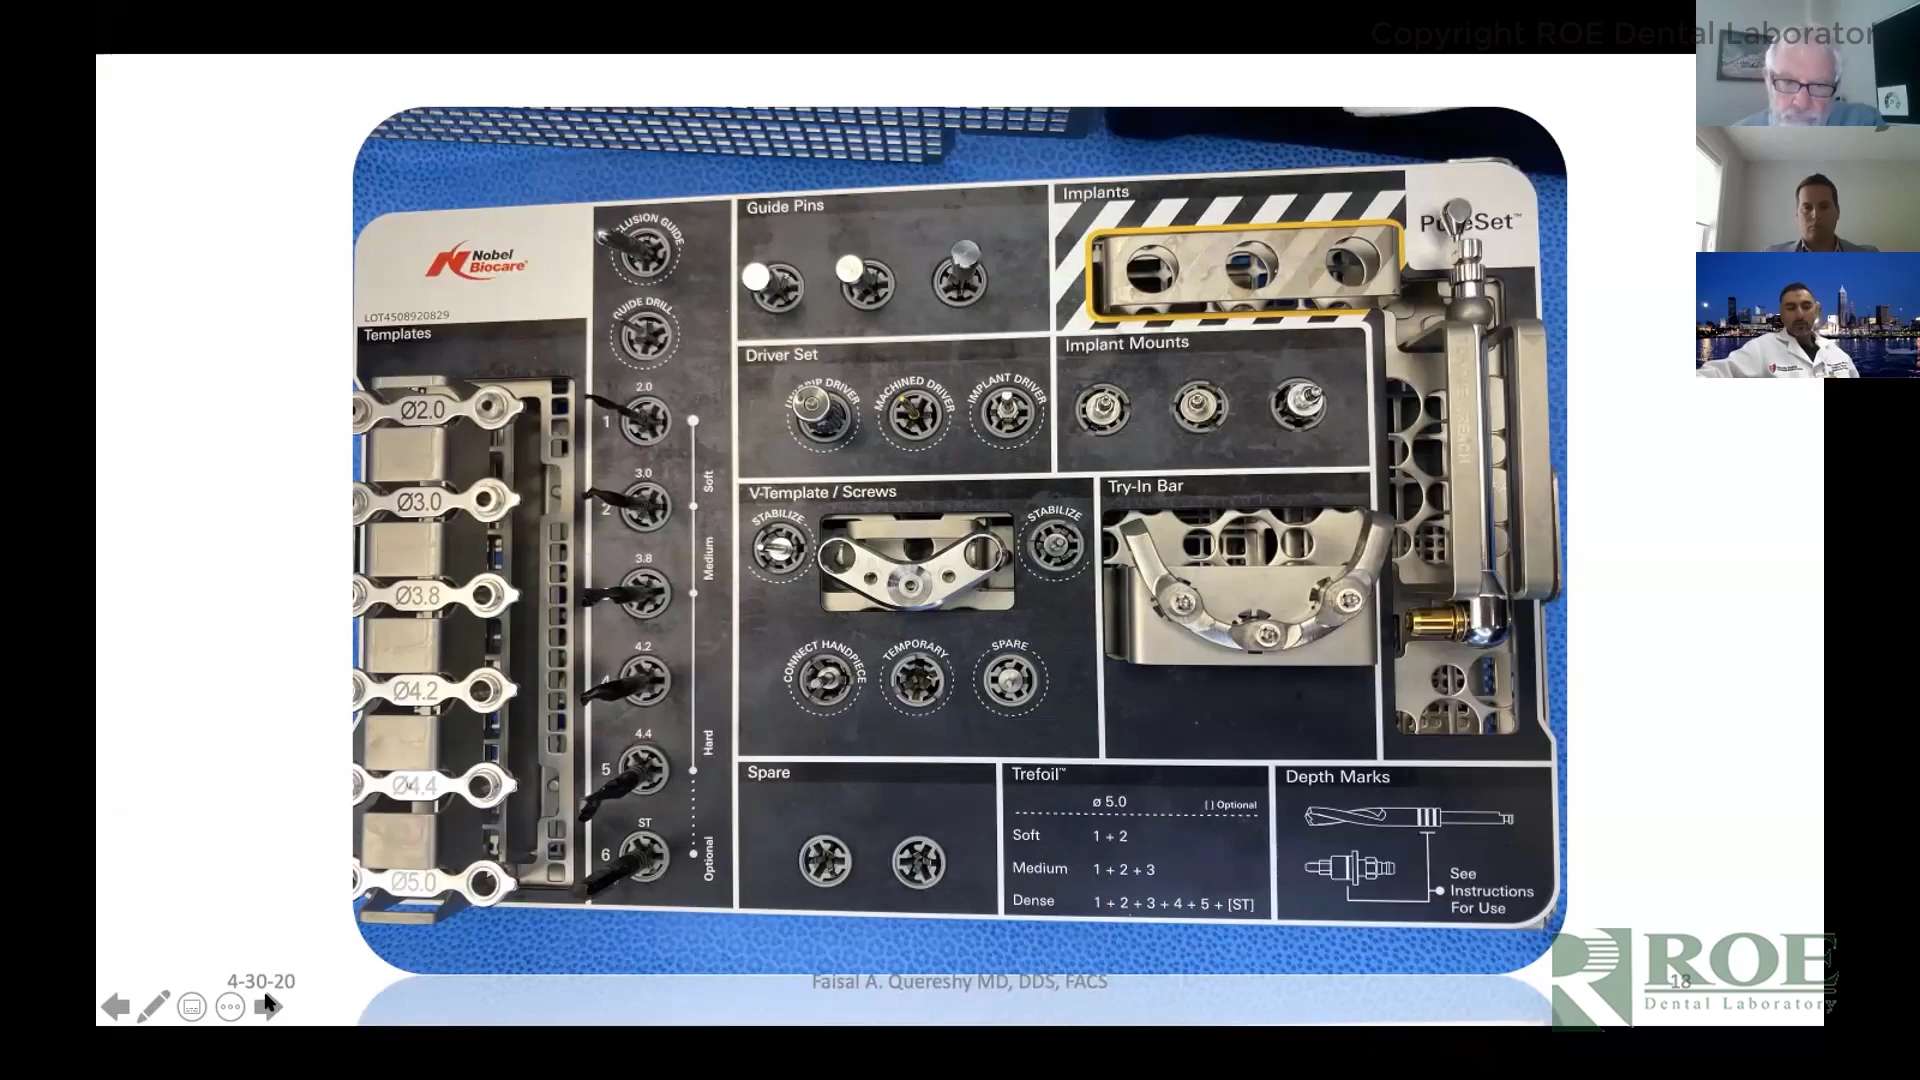 Copyright ROE Dental Laborator
Nobel
Biocare
LOT4508920829
Templates
Ø2.0
Ø3.0
Ø3.8
Ø4.2
Ø4.4
Ø5.0
GUIDE
GUIDE DRILL
2.0
1
3.0
2
3.8
4.2
4
4.4
5
ST
6
Soft
Medium
Hard
Optional
Guide Pins
Implants
Driver Set
DRIVER
MACHINED DRIVER
IMPLANT DRIVER
Implant Mounts
V-Template / Screws
STABILIZE
STABILIZE
CONNECT HANDPIECE
TEMPORARY
SPARE
Try-In Bar
Spare
Trefoil™
ø 5.0
[ ] Optional
Soft 1 + 2
Medium 1 + 2 + 3
Dense 1 + 2 + 3 + 4 + 5 + [ST]
Depth Marks
See
Instructions
For Use
4-30-20
Faisal A. Quereshy MD, DDS, FACS
18
ROE
Dental Laboratory